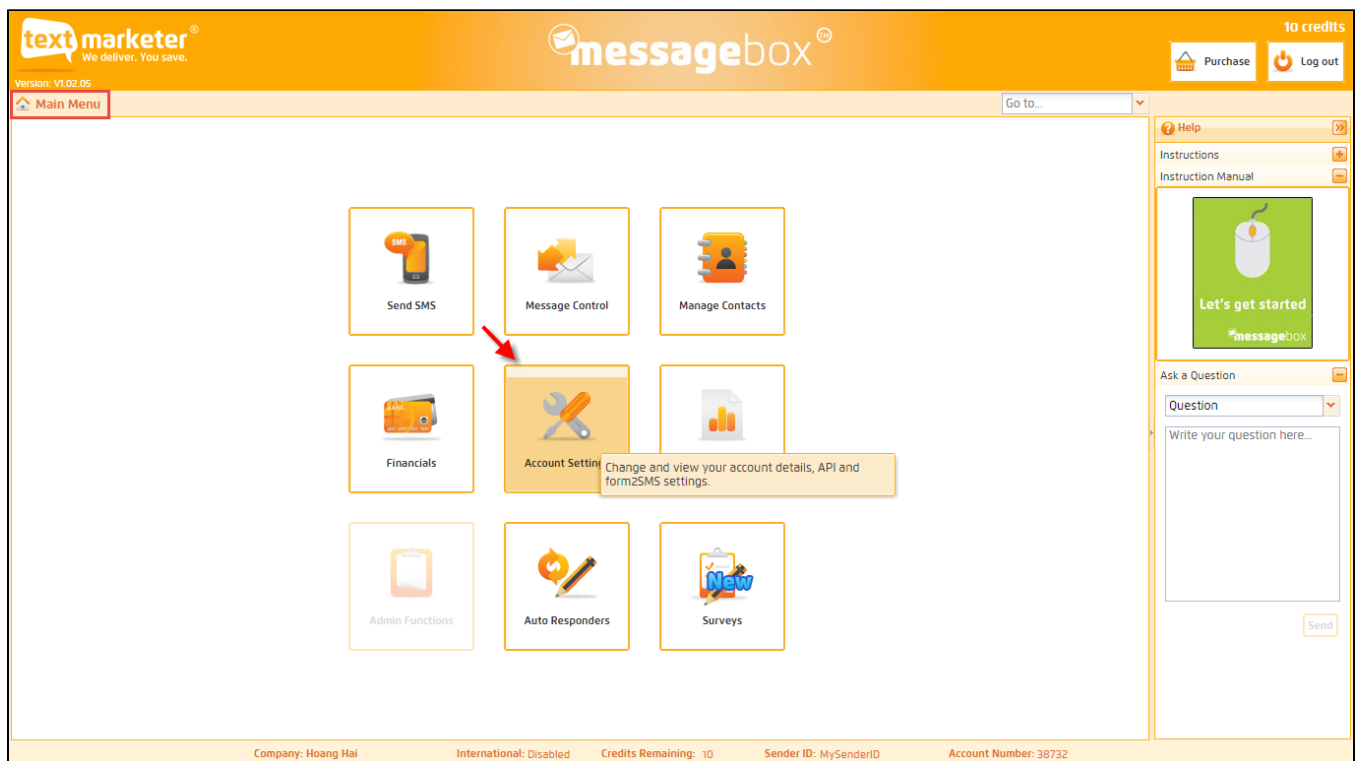 10 credits
text marketer®
We deliver. You save.
messagebox™®
Purchase
Log out
Version: V1.02.05
Main Menu
Go to...
Help
Instructions
Instruction Manual
SMS
Send SMS
Message Control
Manage Contacts
Let's get started
messagebox
Ask a Question
Question
Write your question here...
Financials
Account Setting
Change and view your account details, API and
form2SMS settings.
Admin Functions
Auto Responders
New
Surveys
Send
Company: Hoang Hai
International: Disabled
Credits Remaining: 10
Sender ID: MySenderID
Account Number: 38732